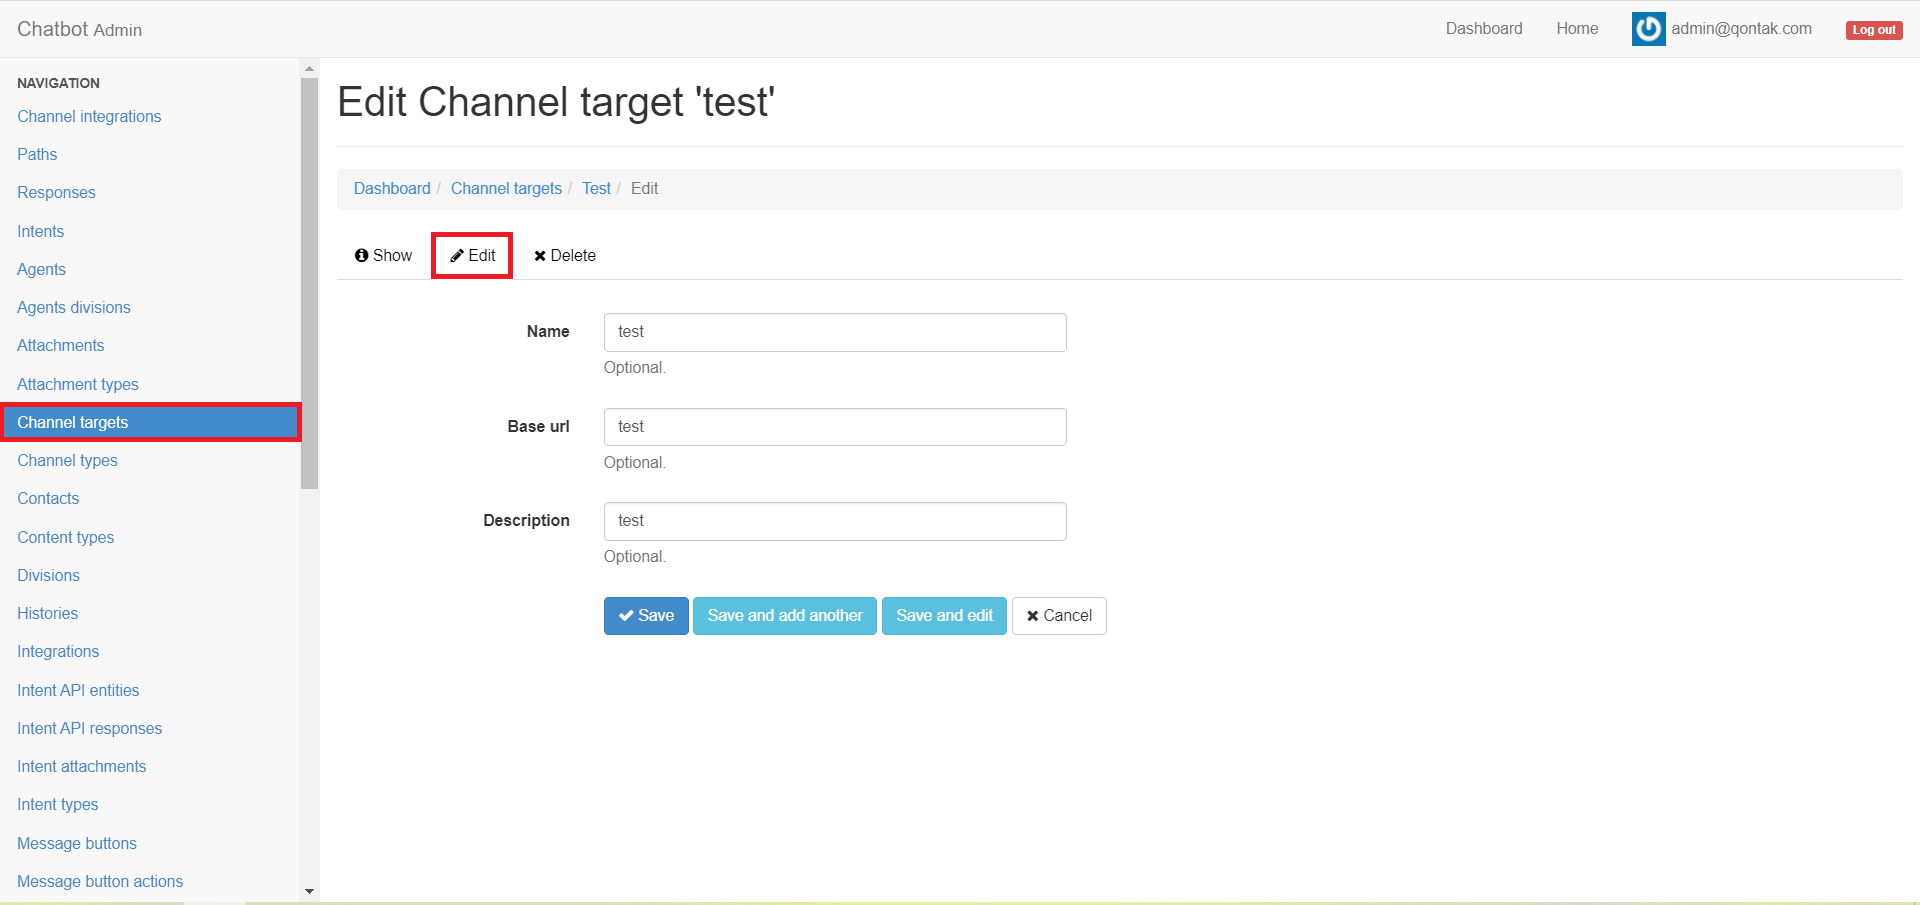 Chatbot Admin
Dashboard
Home
admin@qontak.com
Log out
NAVIGATION
Channel integrations
Paths
Responses
Intents
Agents
Agents divisions
Attachments
Attachment types
Channel targets
Channel types
Contacts
Content types
Divisions
Histories
Integrations
Intent API entities
Intent API responses
Intent attachments
Intent types
Message buttons
Message button actions
Edit Channel target 'test'
Dashboard / Channel targets / Test / Edit
Show
Edit
Delete
Name
test
Optional.
Base url
test
Optional.
Description
test
Optional.
Save
Save and add another
Save and edit
Cancel